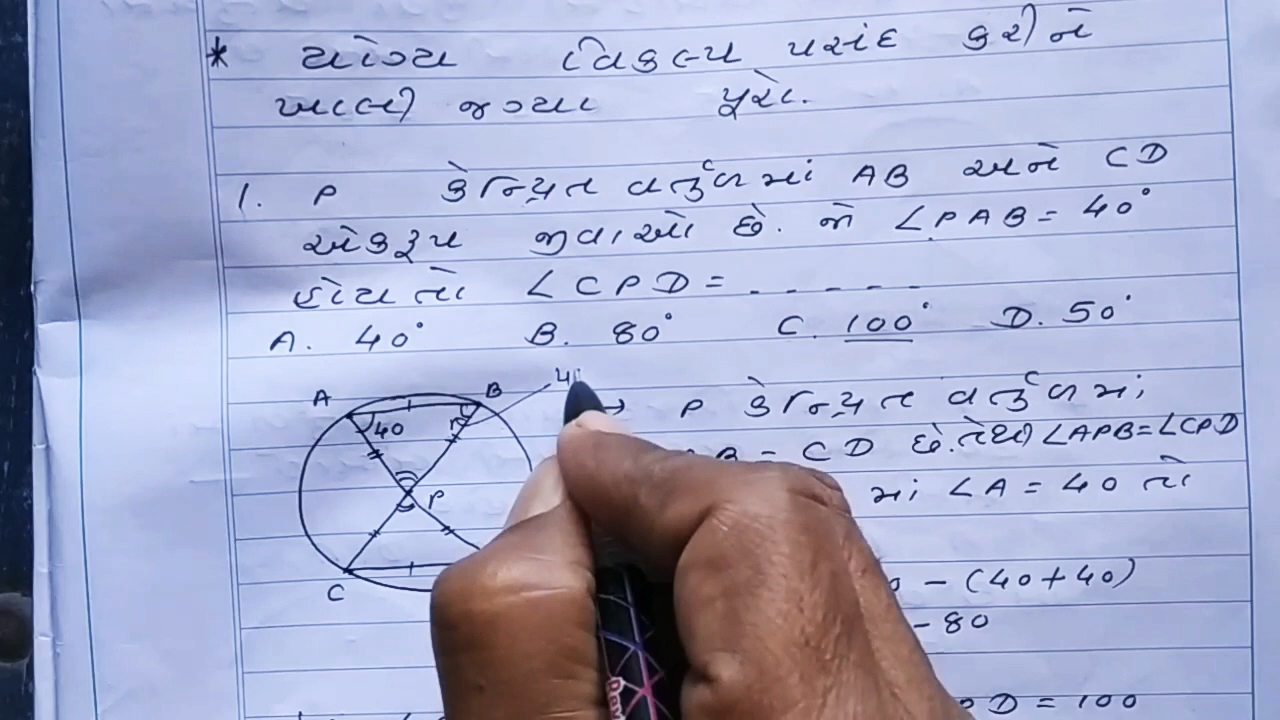 * યોગ્ય વિકલ્પ પસંદ કરીને
ખાલી જગ્યા પુરો.
1. P કેન્દ્રિત વર્તુળમાં AB અને CD
એકરૂપ જીવાઓ છે. જો ∠PAB = 40°
હોય તો ∠CPD = - - - - -
A. 40° B. 80° C. 100° D. 50°
A B 40 P C
→ P કેન્દ્રિત વર્તુળમાં
= CD છે. તેથી ∠APB = ∠CPD
માં ∠A = 40 તો
- (40 + 40)
- 80
D = 100